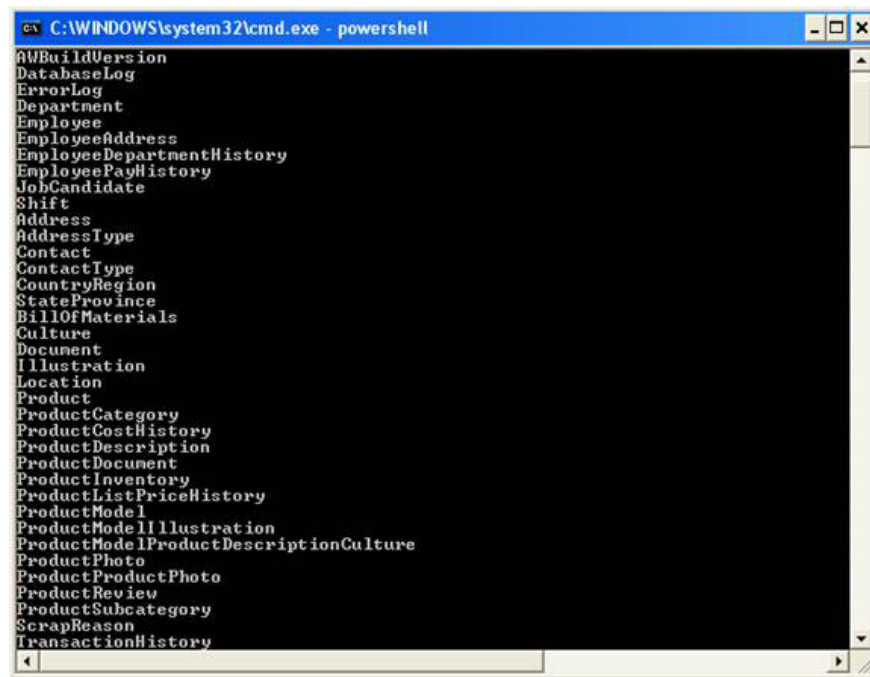 C:\WINDOWS\system32\cmd.exe - powershell
AWBuildVersion
DatabaseLog
ErrorLog
Department
Employee
EmployeeAddress
EmployeeDepartmentHistory
EmployeePayHistory
JobCandidate
Shift
Address
AddressType
Contact
ContactType
CountryRegion
StateProvince
BillOfMaterials
Culture
Document
Illustration
Location
Product
ProductCategory
ProductCostHistory
ProductDescription
ProductDocument
ProductInventory
ProductListPriceHistory
ProductModel
ProductModelIllustration
ProductModelProductDescriptionCulture
ProductPhoto
ProductProductPhoto
ProductReview
ProductSubcategory
ScrapReason
TransactionHistory